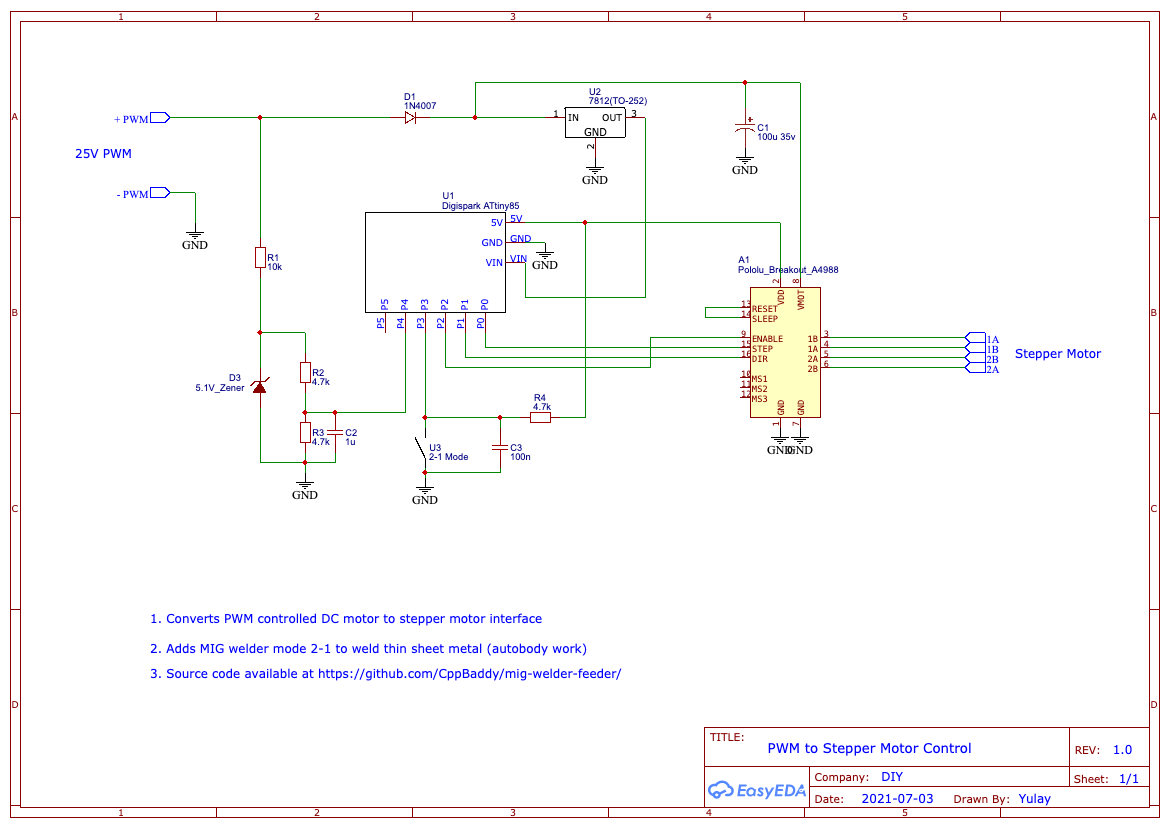 1 2 3 4 5
A A
B B
C C
D D
+ PWM
25V PWM
- PWM
GND
D1
1N4007
U2
7812(TO-252)
1 IN OUT 3
GND
2
GND
C1
100u 35v
GND
U1
Digispark ATtiny85
5V 5V
GND GND
VIN VIN
GND
P5 P4 P3 P2 P1 P0
P5 P4 P3 P2 P1 P0
R1
10k
A1
Pololu_Breakout_A4988
2 8
VDD VMOT
13 RESET
14 SLEEP
9 ENABLE
15 STEP
16 DIR
10 MS1
11 MS2
12 MS3
1B 3
1A 4
2A 5
2B 6
GND GND
1 7
GND GND
1A
1B
2B
2A
Stepper Motor
D3
5.1V_Zener
R2
4.7k
R3
4.7k
C2
1u
GND
R4
4.7k
U3
2-1 Mode
C3
100n
GND
1. Converts PWM controlled DC motor to stepper motor interface
2. Adds MIG welder mode 2-1 to weld thin sheet metal (autobody work)
3. Source code available at https://github.com/CppBaddy/mig-welder-feeder/
TITLE:
PWM to Stepper Motor Control
REV: 1.0
EasyEDA
Company: DIY
Sheet: 1/1
Date: 2021-07-03 Drawn By: Yulay
1 2 3 4 5